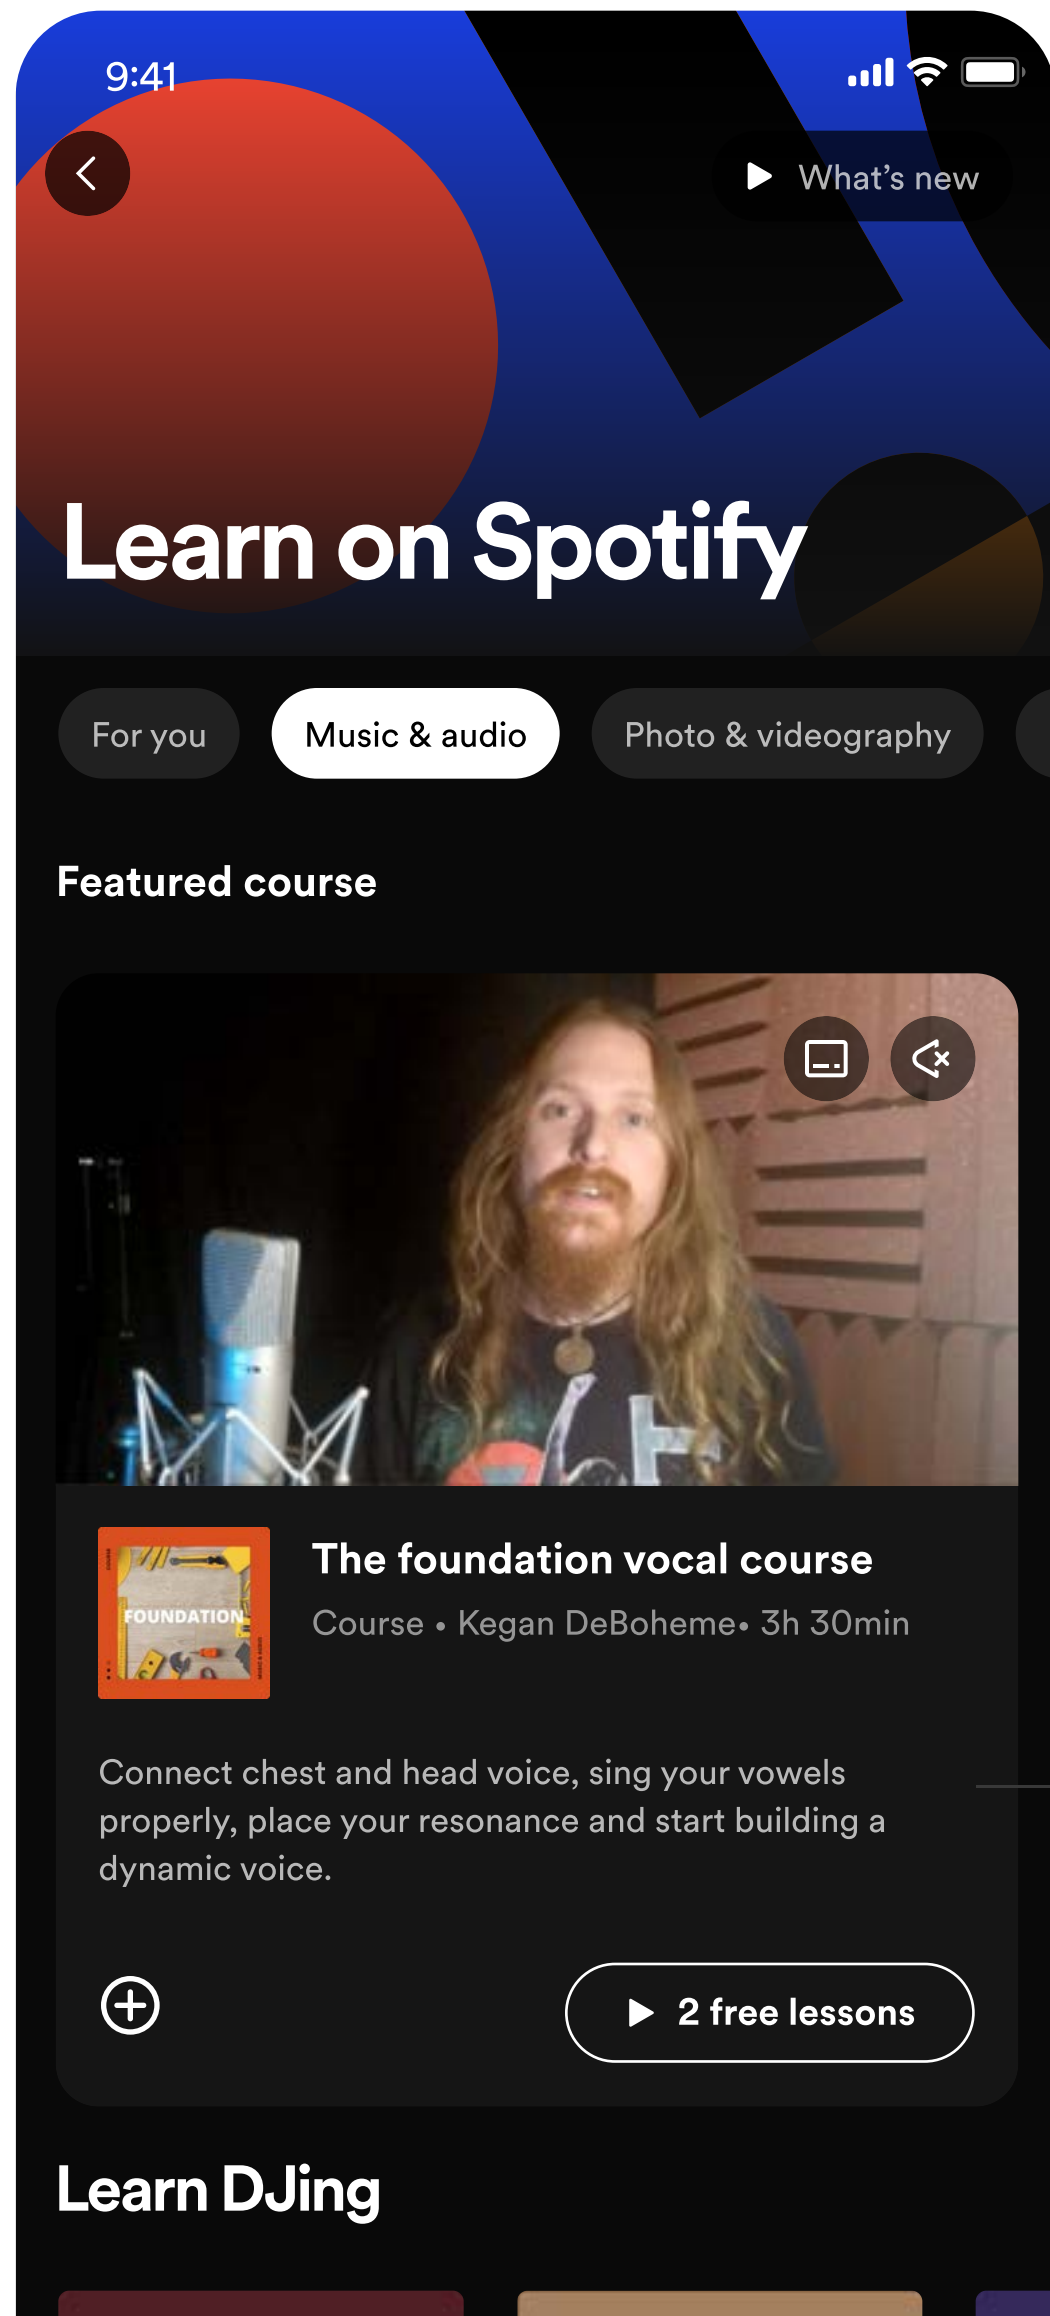 9:41
What's new
Learn on Spotify
For you
Music & audio
Photo & videography
Featured course
FOUNDATION
The foundation vocal course
Course • Kegan DeBoheme• 3h 30min
Connect chest and head voice, sing your vowels
properly, place your resonance and start building a
dynamic voice.
2 free lessons
Learn DJing